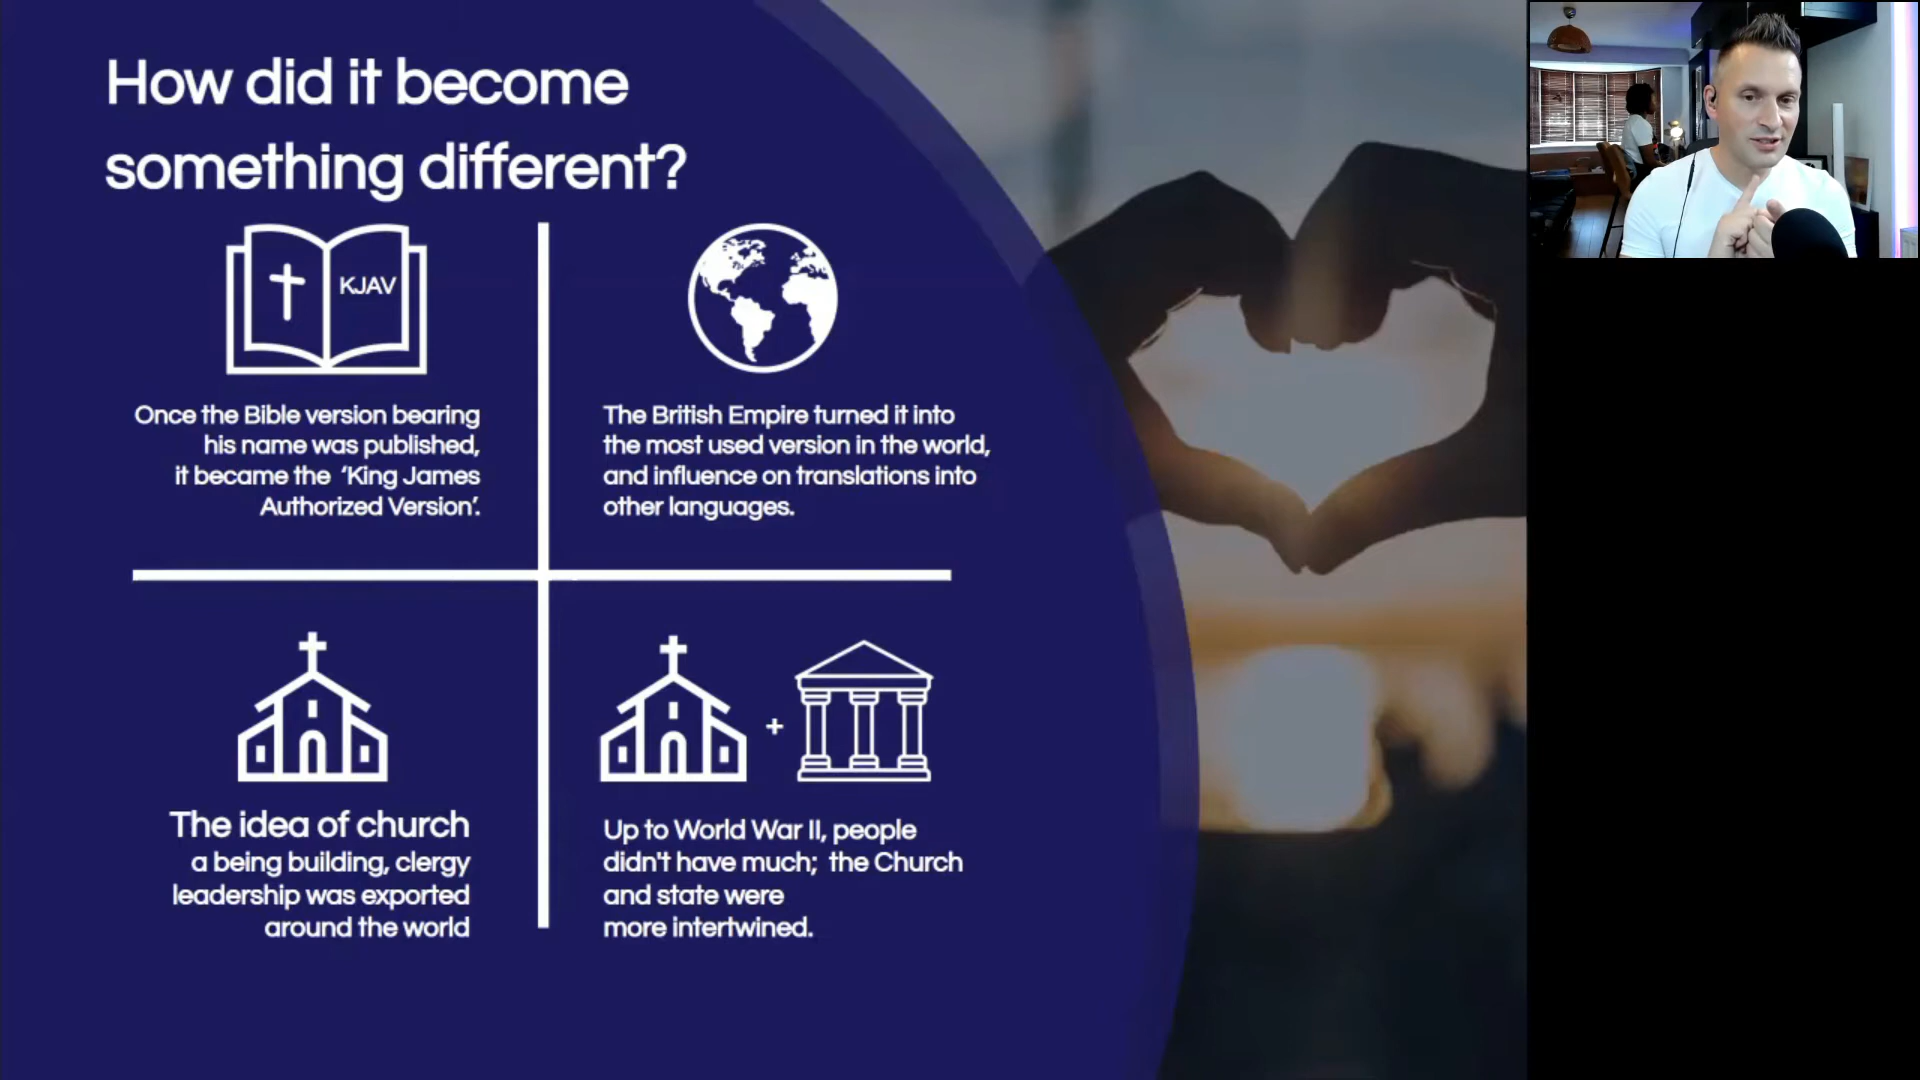 How did it become
something different?
KJAV
Once the Bible version bearing
his name was published,
it became the ‘King James
Authorized Version’.
The British Empire turned it into
the most used version in the world,
and influence on translations into
other languages.
+
The idea of church
a being building, clergy
leadership was exported
around the world
Up to World War II, people
didn't have much; the Church
and state were
more intertwined.